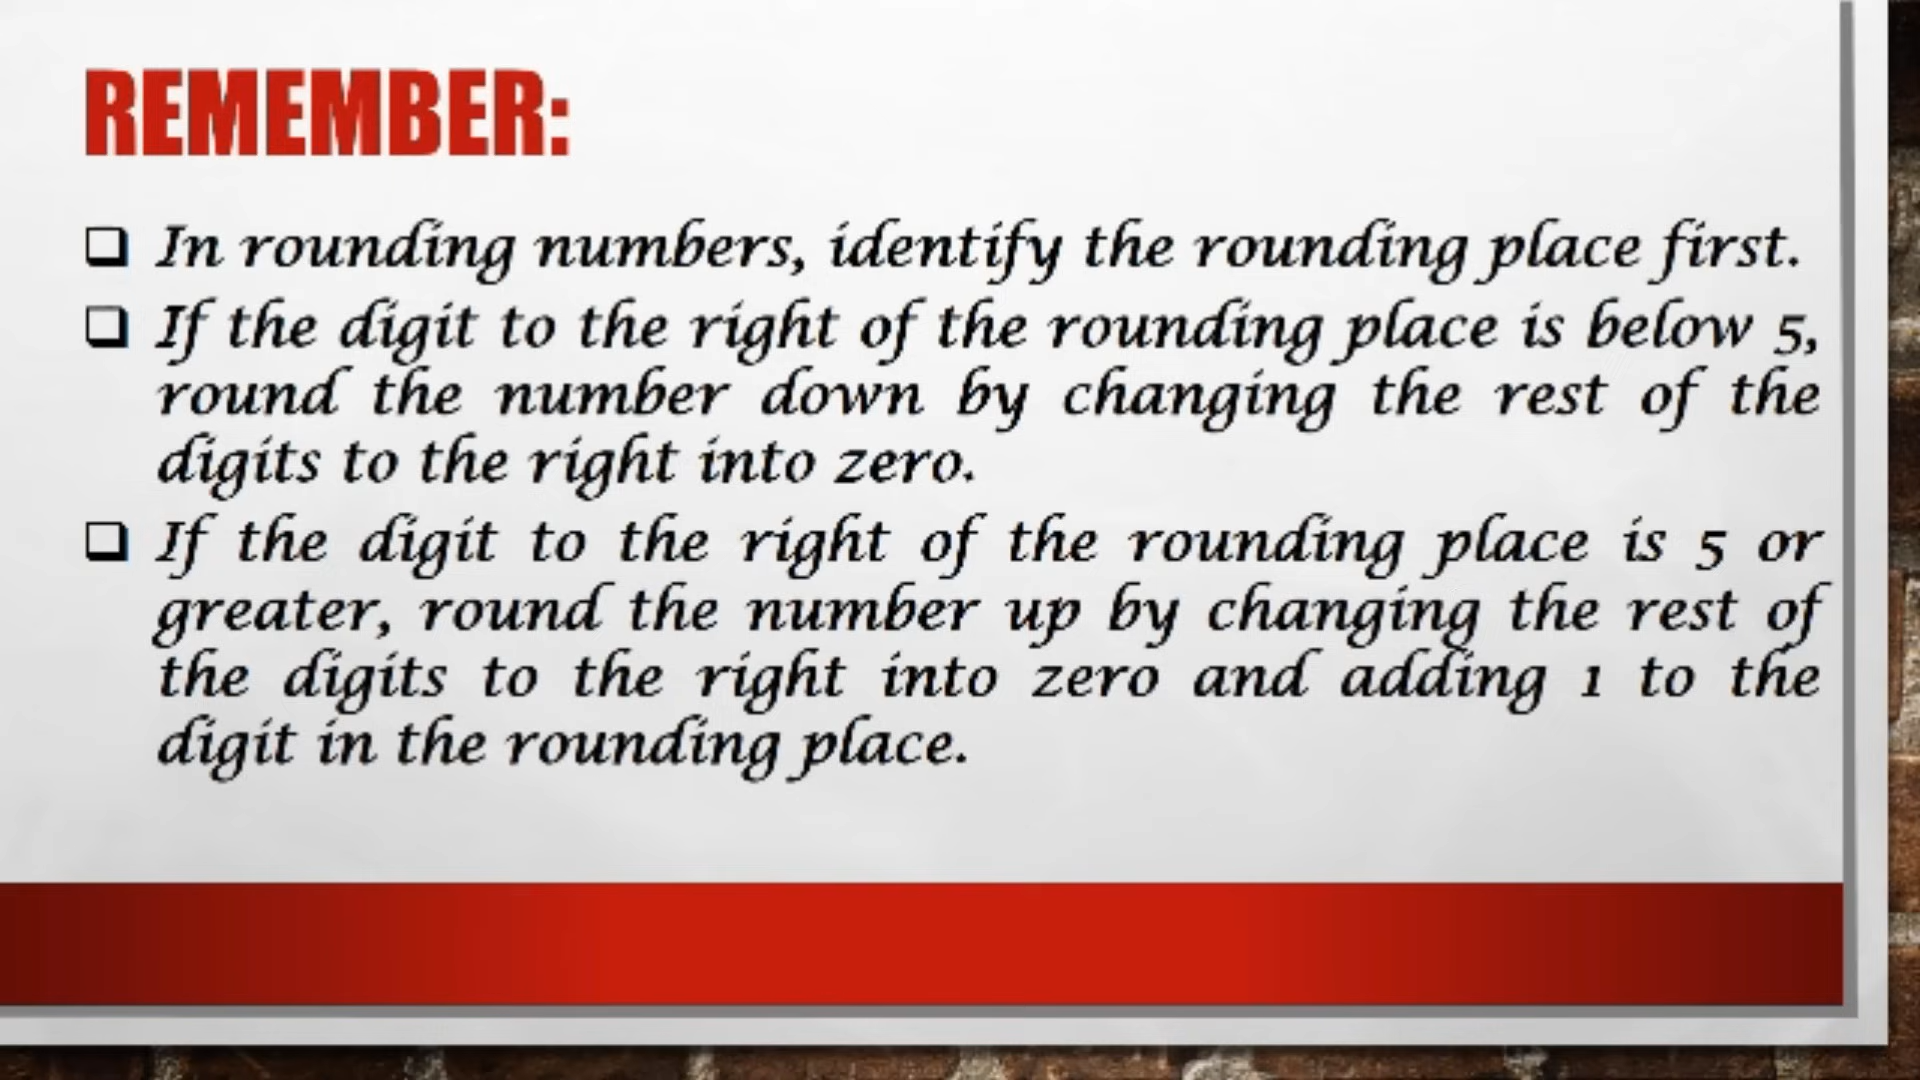 REMEMBER:
In rounding numbers, identify the rounding place first.
If the digit to the right of the rounding place is below 5,
round the number down by changing the rest of the
digits to the right into zero.
If the digit to the right of the rounding place is 5 or
greater, round the number up by changing the rest of
the digits to the right into zero and adding 1 to the
digit in the rounding place.